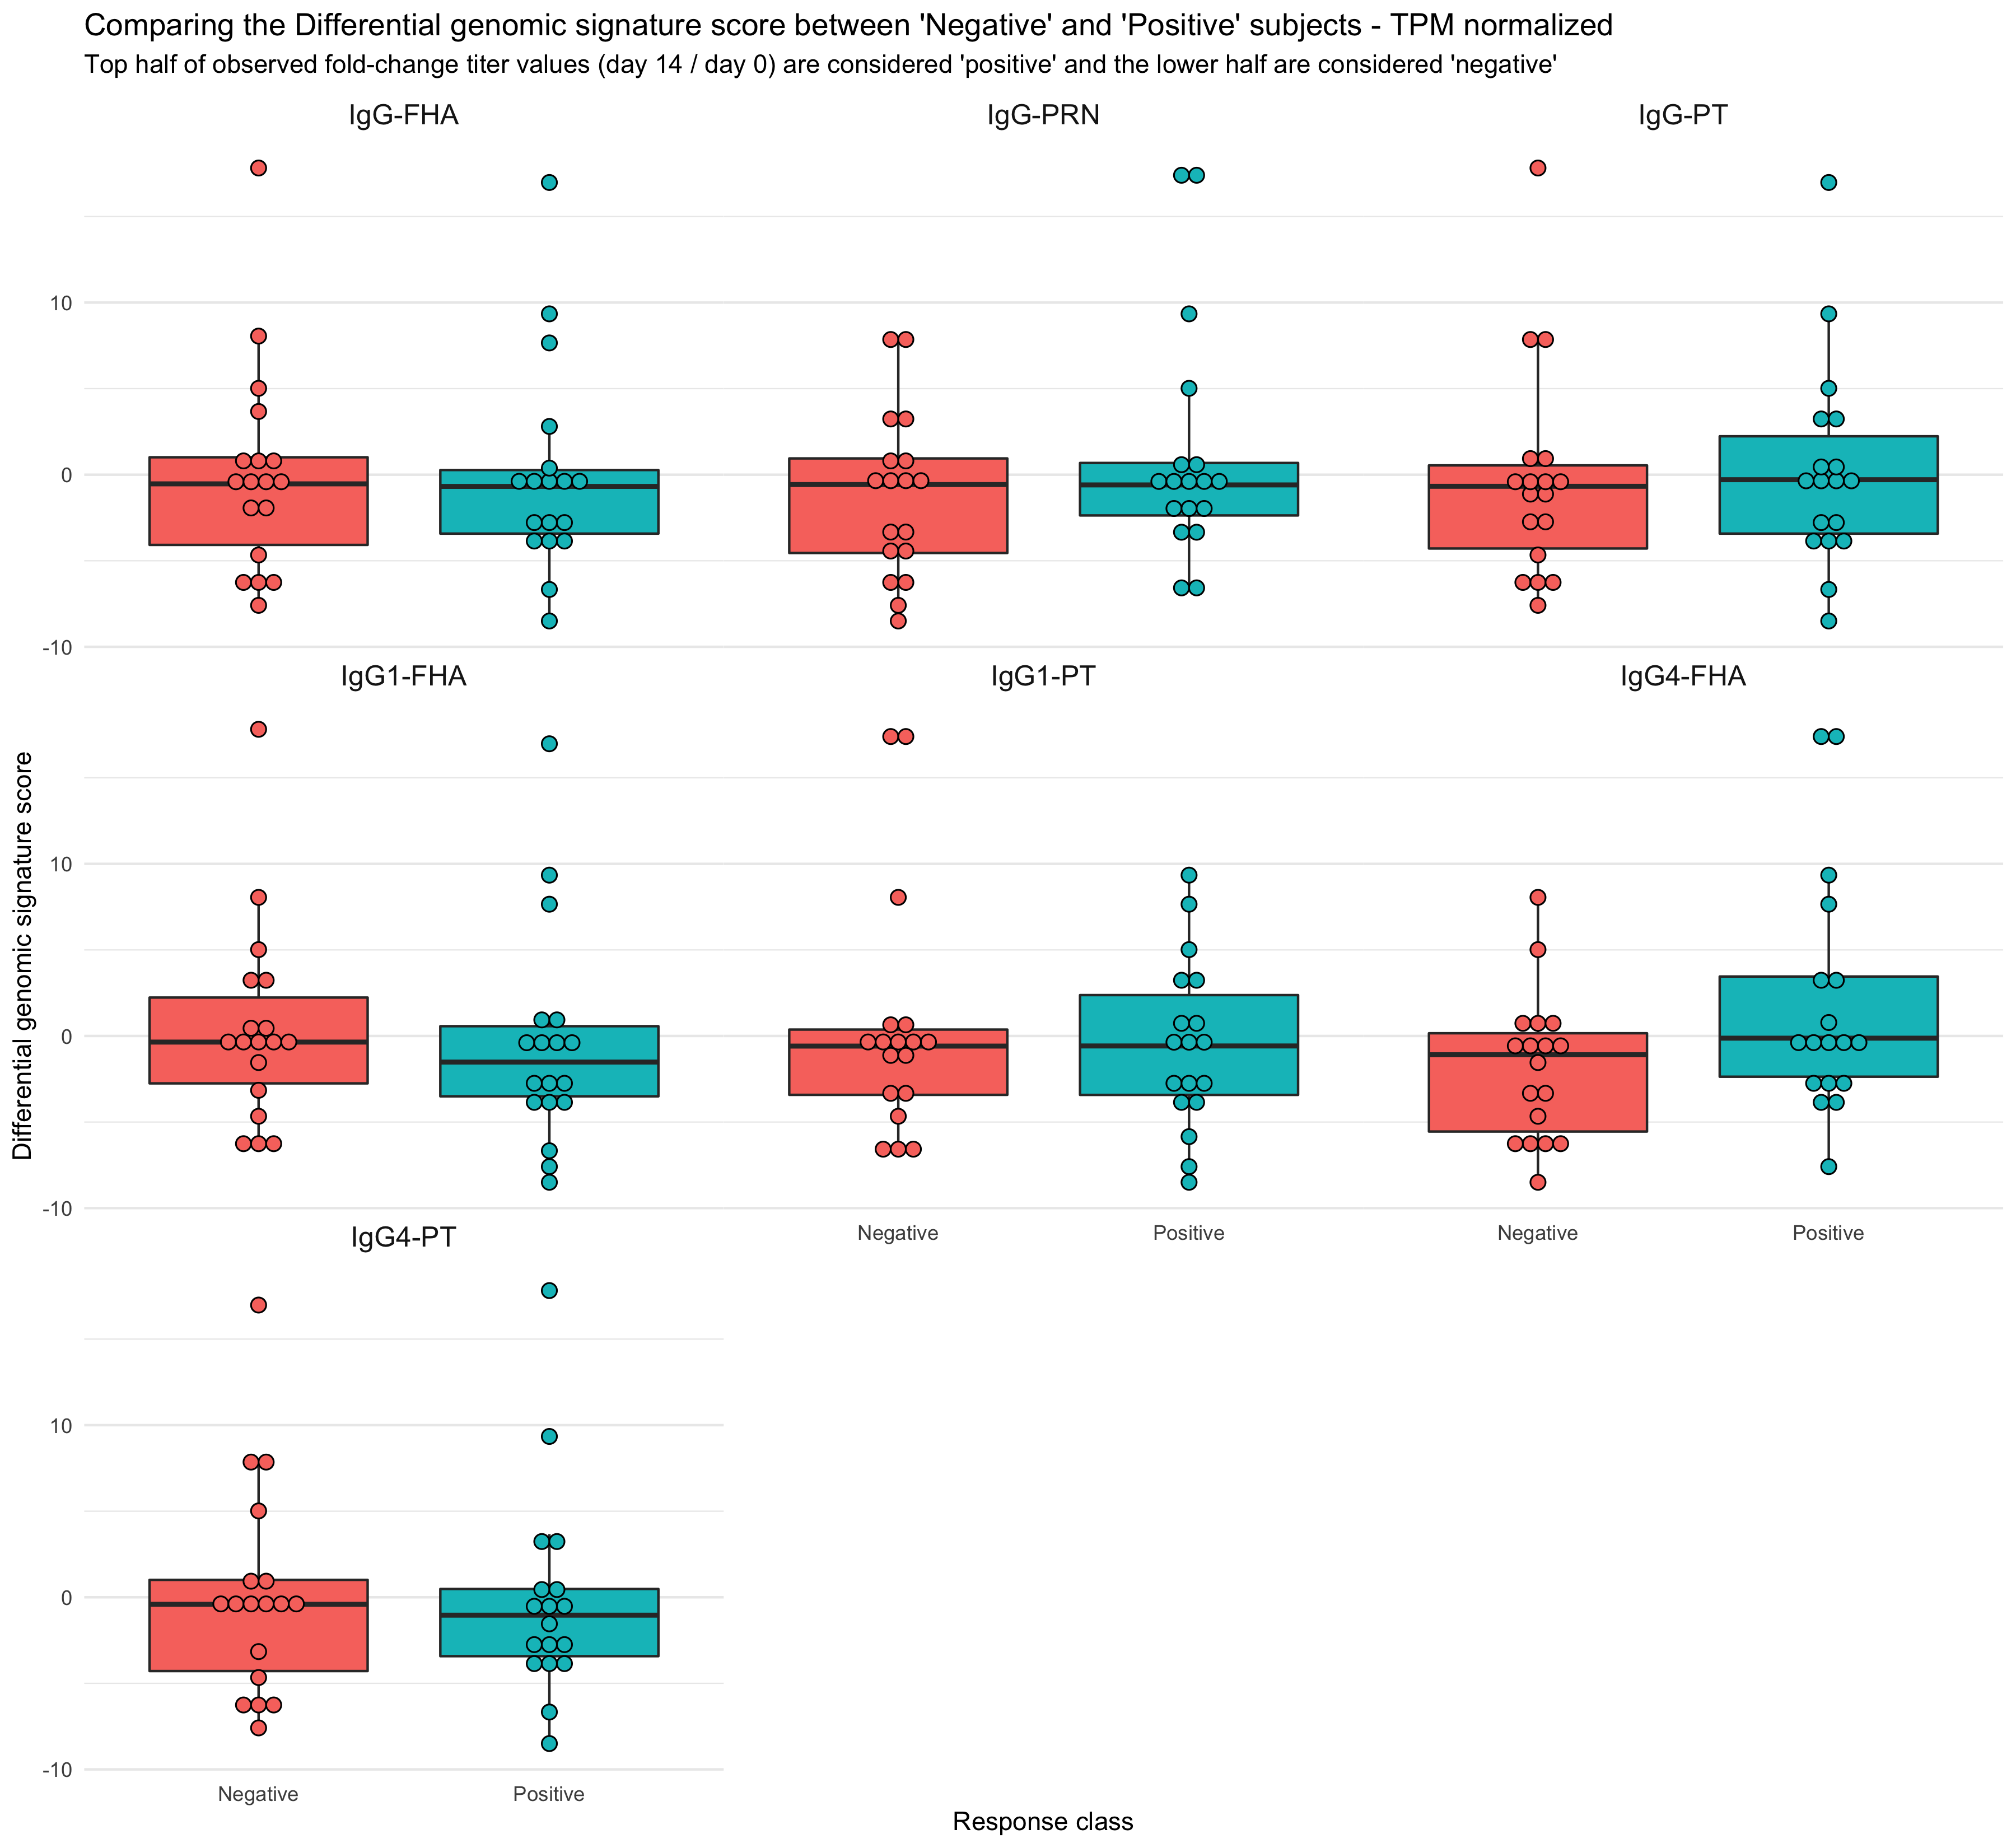 Comparing the Differential genomic signature score between 'Negative' and 'Positive' subjects - TPM normalized
Top half of observed fold-change titer values (day 14 / day 0) are considered 'positive' and the lower half are considered 'negative'
IgG-FHA
IgG-PRN
IgG-PT
10
0
-10
IgG1-FHA
IgG1-PT
IgG4-FHA
Differential genomic signature score
10
0
-10
Negative
Positive
Negative
Positive
IgG4-PT
10
0
-10
Negative
Positive
Response class